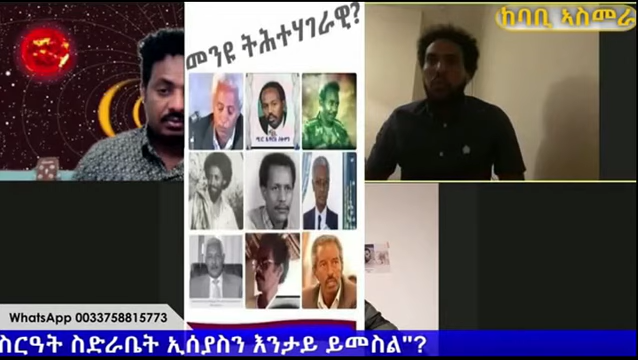 ከባቢ ኣስመራ
መንዩ ትሕተሃገራዊ?
WhatsApp 0033758815773
ስርዓት ስድራቤት ኢሰያስን እንታይ ይመስል"?